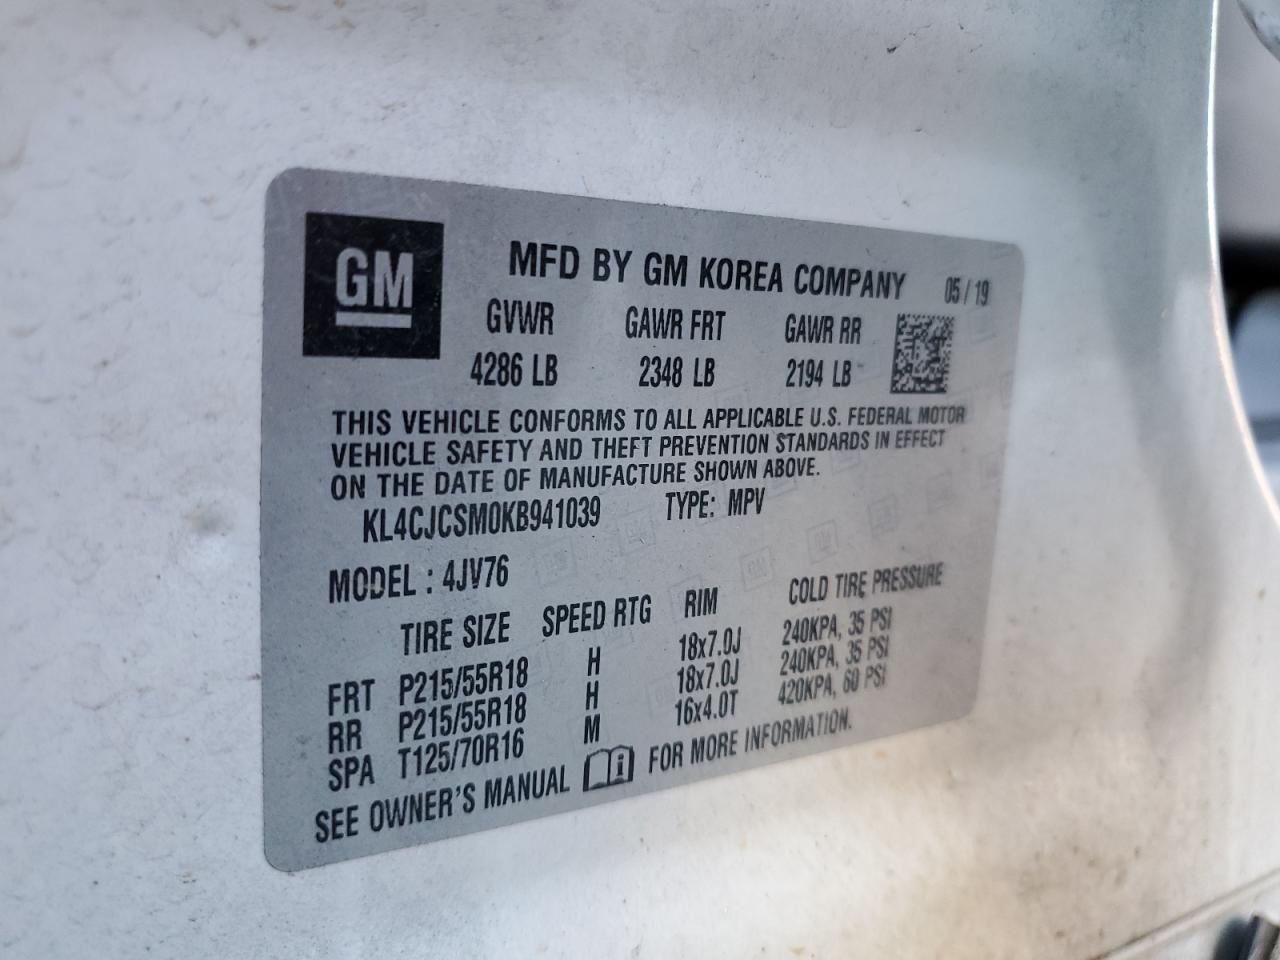 GM
MFD BY GM KOREA COMPANY 05 / 19
GVWR GAWR FRT GAWR RR
4286 LB 2348 LB 2194 LB
THIS VEHICLE CONFORMS TO ALL APPLICABLE U.S. FEDERAL MOTOR
VEHICLE SAFETY AND THEFT PREVENTION STANDARDS IN EFFECT
ON THE DATE OF MANUFACTURE SHOWN ABOVE.
KL4CJCSM0KB941039 TYPE: MPV
MODEL : 4JV76
TIRE SIZE SPEED RTG RIM COLD TIRE PRESSURE
FRT P215/55R18 H 18x7.0J 240KPA, 35 PSI
RR P215/55R18 H 18x7.0J 240KPA, 35 PSI
SPA T125/70R16 M 16x4.0T 420KPA, 60 PSI
SEE OWNER'S MANUAL FOR MORE INFORMATION.